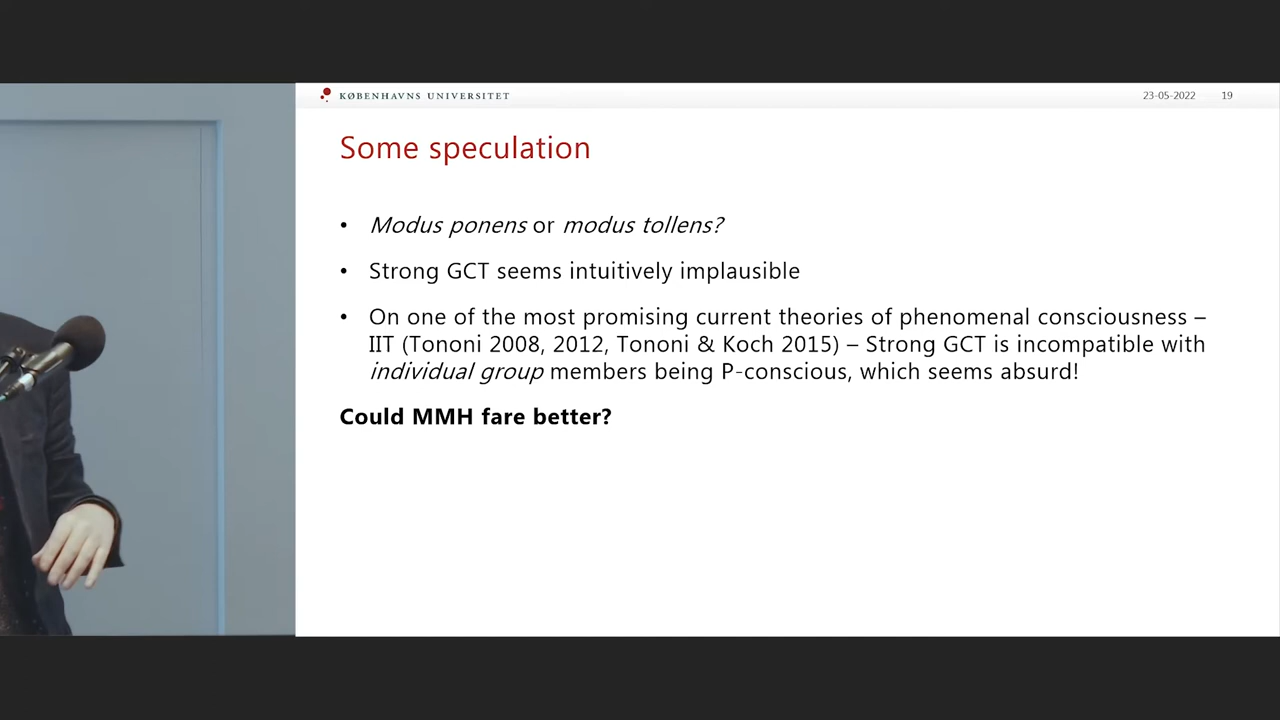 KØBENHAVNS UNIVERSITET
23-05-2022 19
Some speculation
• Modus ponens or modus tollens?
• Strong GCT seems intuitively implausible
• On one of the most promising current theories of phenomenal consciousness –
IIT (Tononi 2008, 2012, Tononi & Koch 2015) – Strong GCT is incompatible with
individual group members being P-conscious, which seems absurd!
Could MMH fare better?